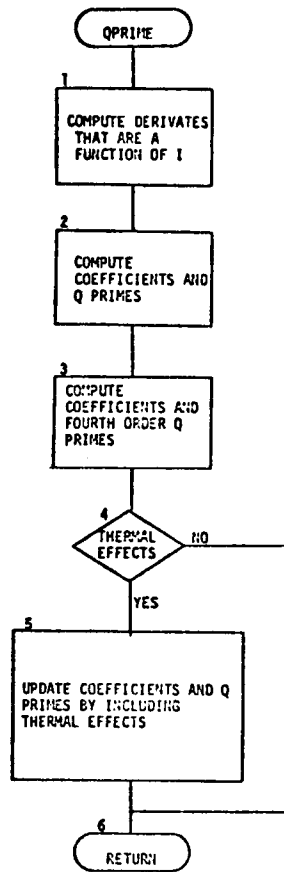 QPRIME
1
COMPUTE DERIVATES
THAT ARE A
FUNCTION OF I
2
COMPUTE
COEFFICIENTS AND
Q PRIMES
3
COMPUTE
COEFFICIENTS AND
FOURTH ORDER Q
PRIMES
4
THERMAL
EFFECTS
NO
YES
5
UPDATE COEFFICIENTS AND Q
PRIMES BY INCLUDING
THERMAL EFFECTS
6
RETURN